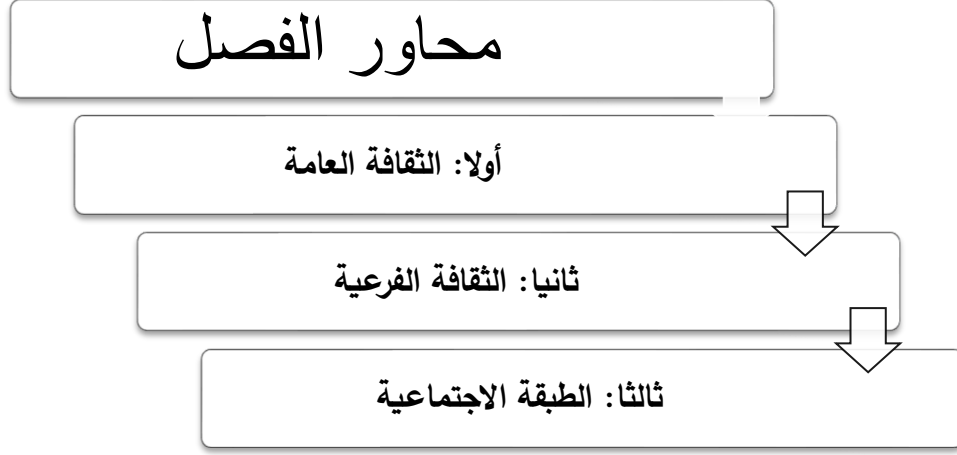 محاور الفصل
أولا: الثقافة العامة
ثانيا: الثقافة الفرعية
ثالثا: الطبقة الاجتماعية